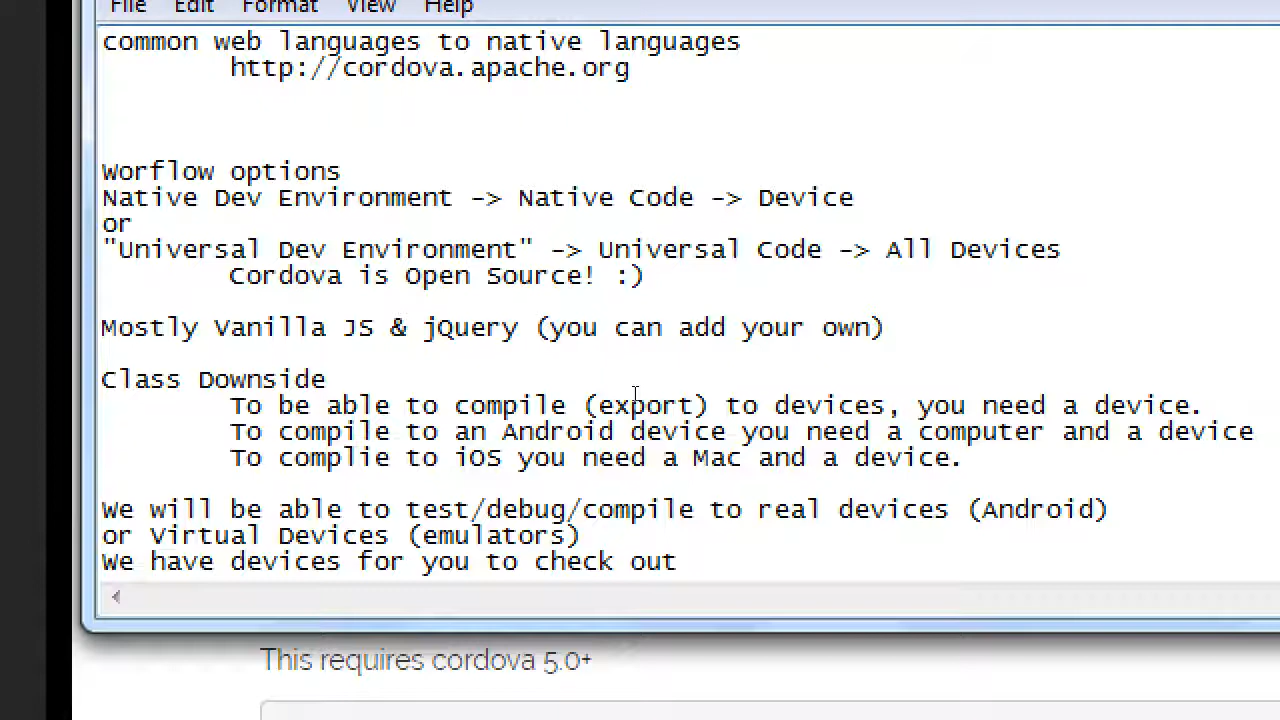 File Edit Format View Help
common web languages to native languages
http://cordova.apache.org
Worflow options
Native Dev Environment -> Native Code -> Device
or
"Universal Dev Environment" -> Universal Code -> All Devices
Cordova is Open Source! :)
Mostly Vanilla JS & jQuery (you can add your own)
Class Downside
To be able to compile (export) to devices, you need a device.
To compile to an Android device you need a computer and a device
To complie to iOS you need a Mac and a device.
We will be able to test/debug/compile to real devices (Android)
or Virtual Devices (emulators)
We have devices for you to check out
This requires cordova 5.0+